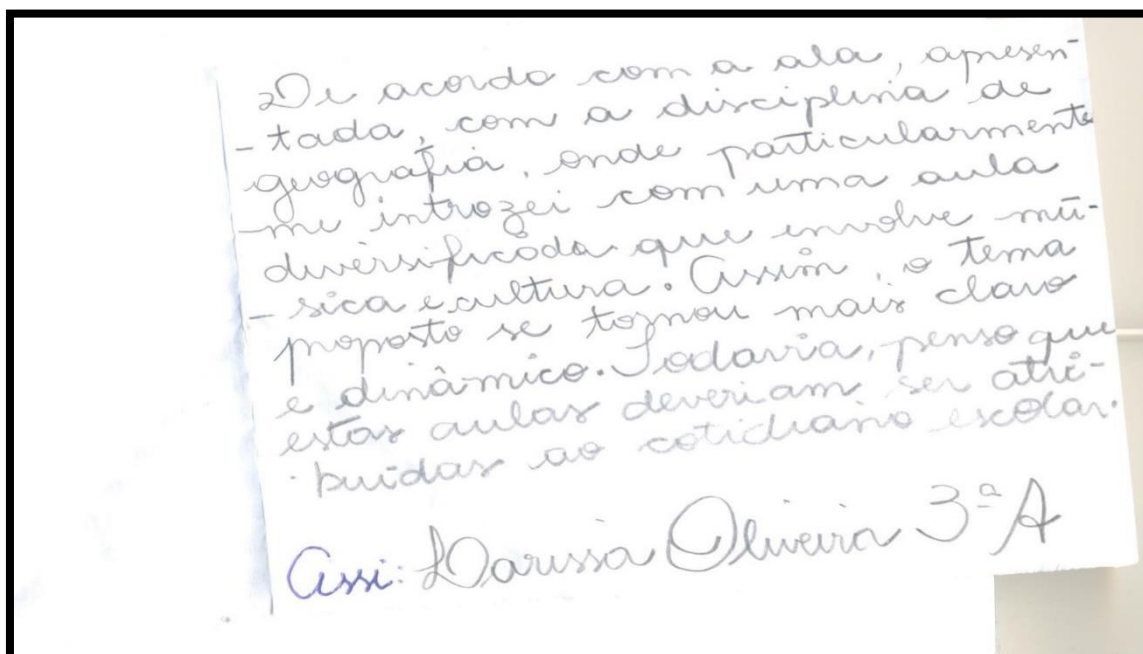 De acordo com a ala, apresen-
-tada, com a disciplina de
geografia, onde particularmente
me introzei com uma aula
diversificada que envolve mú-
-sica e cultura. Assim, o tema
proposto se tornou mais claro
e dinâmico. Todavia, penso que
estas aulas deveriam ser atri-
buidas ao cotidiano escolar.
Assi: Larissa Oliveira 3ª A